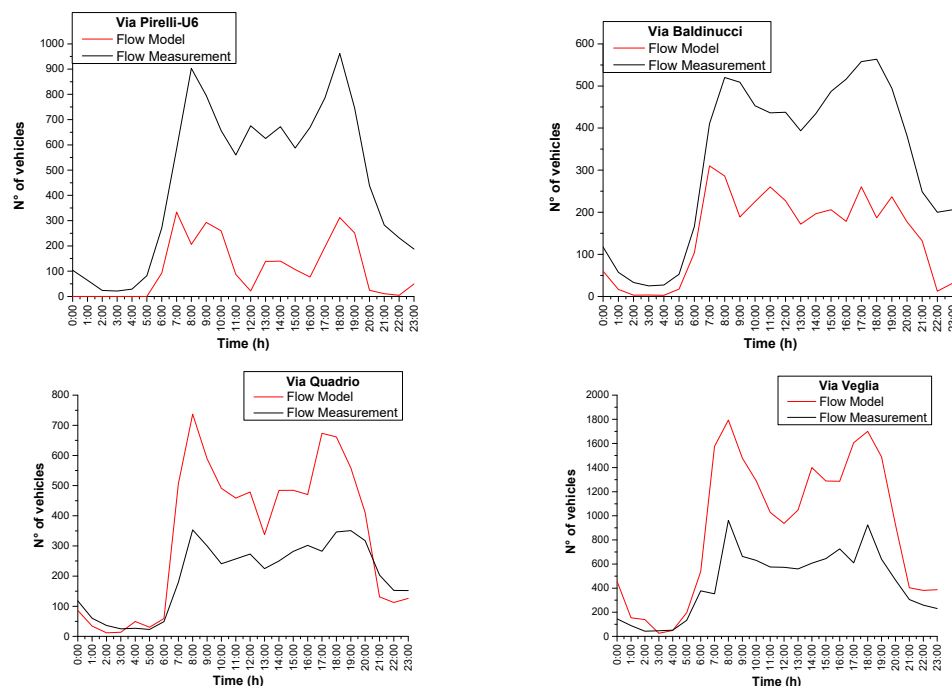 Via Pirelli-U6
Flow Model
Flow Measurement
N° of vehicles
1000
900
800
700
600
500
400
300
200
100
0
0:00 1:00 2:00 3:00 4:00 5:00 6:00 7:00 8:00 9:00 10:00 11:00 12:00 13:00 14:00 15:00 16:00 17:00 18:00 19:00 20:00 21:00 22:00 23:00
Time (h)
Via Baldinucci
Flow Model
Flow Measurement
N° of vehicles
600
500
400
300
200
100
0
0:00 1:00 2:00 3:00 4:00 5:00 6:00 7:00 8:00 9:00 10:00 11:00 12:00 13:00 14:00 15:00 16:00 17:00 18:00 19:00 20:00 21:00 22:00 23:00
Time (h)
Via Quadrio
Flow Model
Flow Measurement
N° of vehicles
800
700
600
500
400
300
200
100
0
0:00 1:00 2:00 3:00 4:00 5:00 6:00 7:00 8:00 9:00 10:00 11:00 12:00 13:00 14:00 15:00 16:00 17:00 18:00 19:00 20:00 21:00 22:00 23:00
Time (h)
Via Veglia
Flow Model
Flow Measurement
N° of vehicles
2000
1800
1600
1400
1200
1000
800
600
400
200
0
0:00 1:00 2:00 3:00 4:00 5:00 6:00 7:00 8:00 9:00 10:00 11:00 12:00 13:00 14:00 15:00 16:00 17:00 18:00 19:00 20:00 21:00 22:00 23:00
Time (h)